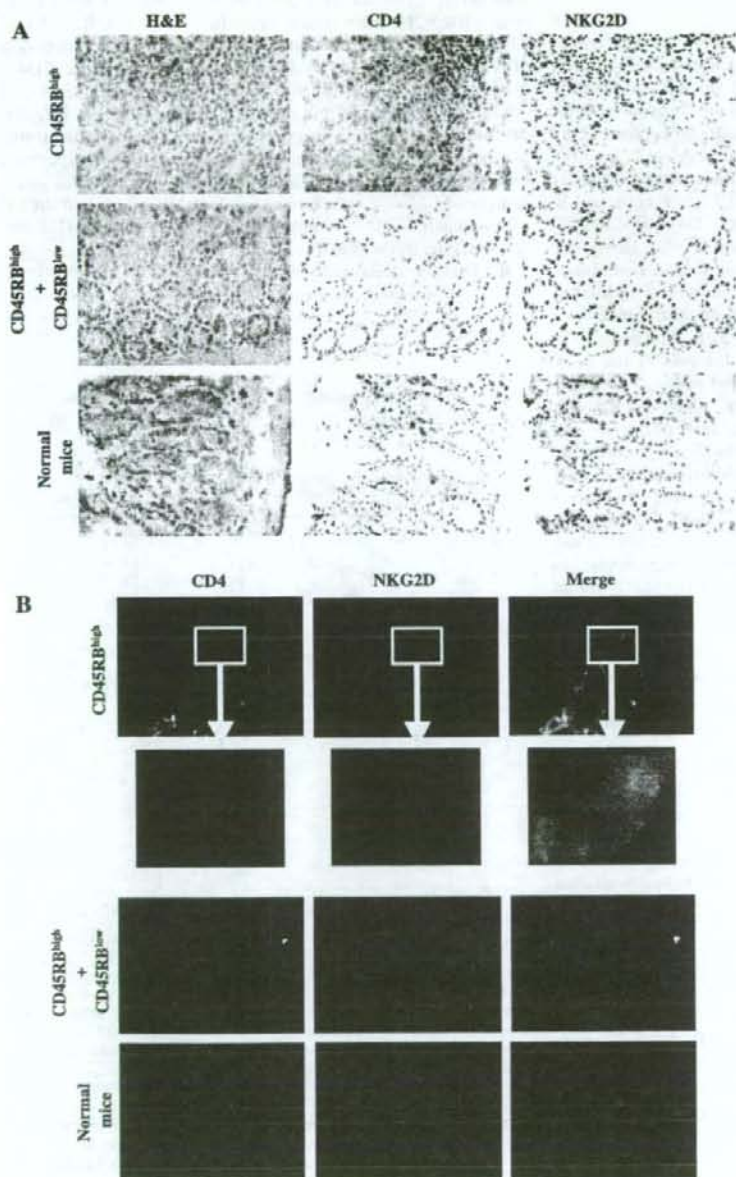 A
H&E CD4 NKG2D
CD45RBhigh
CD45RBhigh + CD45RBlow
Normal mice
B
CD4 NKG2D Merge
CD45RBhigh
CD45RBhigh + CD45RBlow
Normal mice